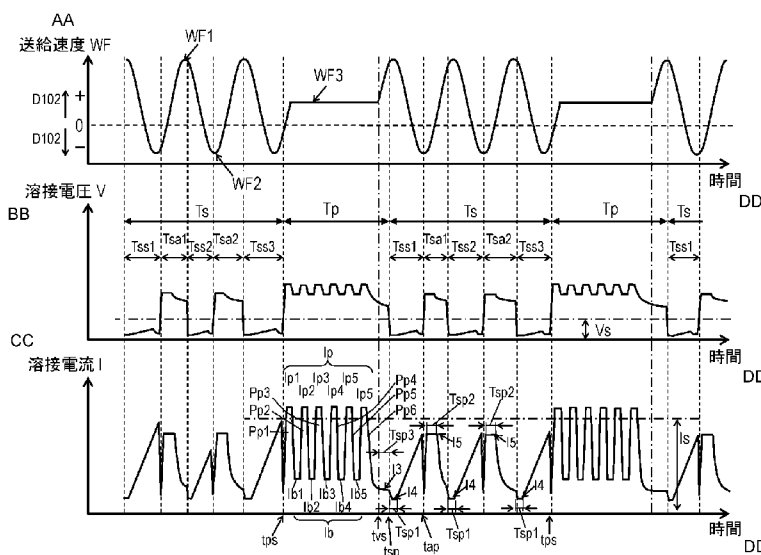 AA
送給速度 WF
WF1
WF3
D102
+
0
D102
−
WF2
時間
DD
溶接電圧 V
BB
Ts
Tp
Ts
Tp
Ts
Tss1
Tsa1
Tss2
Tsa2
Tss3
Tss1
Tsa1
Tss2
Tsa2
Tss3
Tss1
Vs
CC
時間
溶接電流 I
DD
Ip
Ip1 Ip3 Ip5
Ip2 Ip4 Ip5
Pp3
Pp2
Pp1
Pp4
Pp5
Pp6
Tsp2
Tsp2
Tsp3
I5
I5
Is
I3
I4
I4
I4
Ib1
Ib3
Ib5
Ib2
Ib4
Ib
Tsp1
Tsp1
Tsp1
tps
tvs
tsp
tap
tps
時間
DD